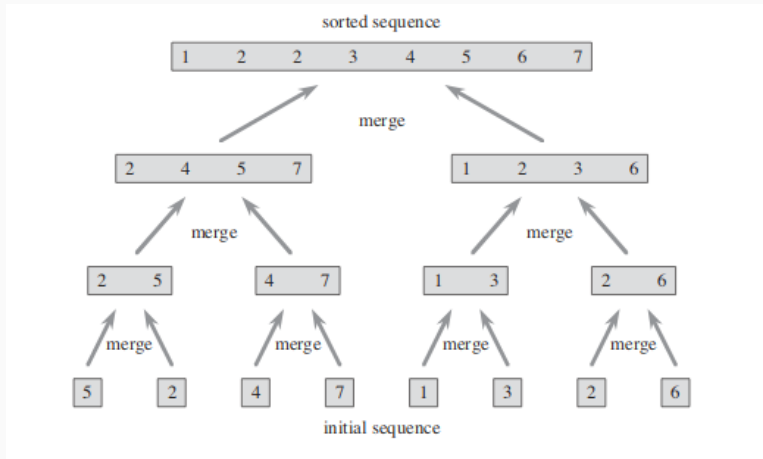 sorted sequence
1 2 2 3 4 5 6 7
merge
2 4 5 7 1 2 3 6
merge merge
2 5 4 7 1 3 2 6
merge merge merge merge
5 2 4 7 1 3 2 6
initial sequence